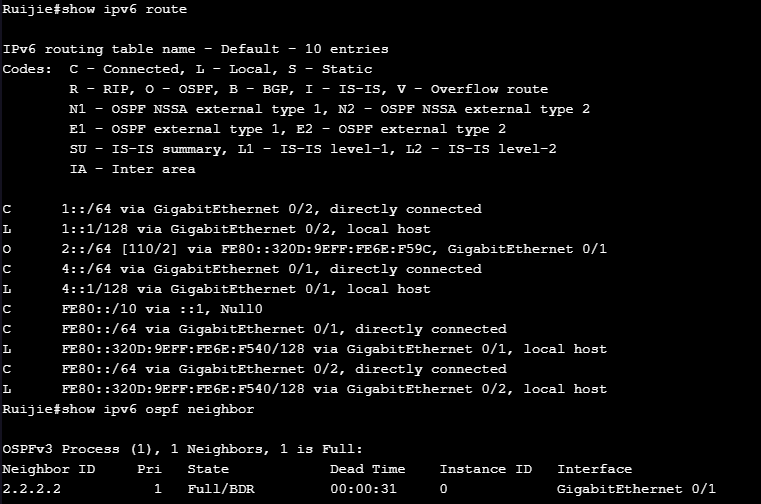 Ruijie#show ipv6 route
IPv6 routing table name - Default - 10 entries
Codes:  C - Connected, L - Local, S - Static
        R - RIP, O - OSPF, B - BGP, I - IS-IS, V - Overflow route
        N1 - OSPF NSSA external type 1, N2 - OSPF NSSA external type 2
        E1 - OSPF external type 1, E2 - OSPF external type 2
        SU - IS-IS summary, L1 - IS-IS level-1, L2 - IS-IS level-2
        IA - Inter area
C      1::/64 via GigabitEthernet 0/2, directly connected
L      1::1/128 via GigabitEthernet 0/2, local host
O      2::/64 [110/2] via FE80::320D:9EFF:FE6E:F59C, GigabitEthernet 0/1
C      4::/64 via GigabitEthernet 0/1, directly connected
L      4::1/128 via GigabitEthernet 0/1, local host
C      FE80::/10 via ::1, Null0
C      FE80::/64 via GigabitEthernet 0/1, directly connected
L      FE80::320D:9EFF:FE6E:F540/128 via GigabitEthernet 0/1, local host
C      FE80::/64 via GigabitEthernet 0/2, directly connected
L      FE80::320D:9EFF:FE6E:F540/128 via GigabitEthernet 0/2, local host
Ruijie#show ipv6 ospf neighbor
OSPFv3 Process (1), 1 Neighbors, 1 is Full:
Neighbor ID     Pri   State            Dead Time    Instance ID   Interface
2.2.2.2           1   Full/BDR         00:00:31     0             GigabitEthernet 0/1